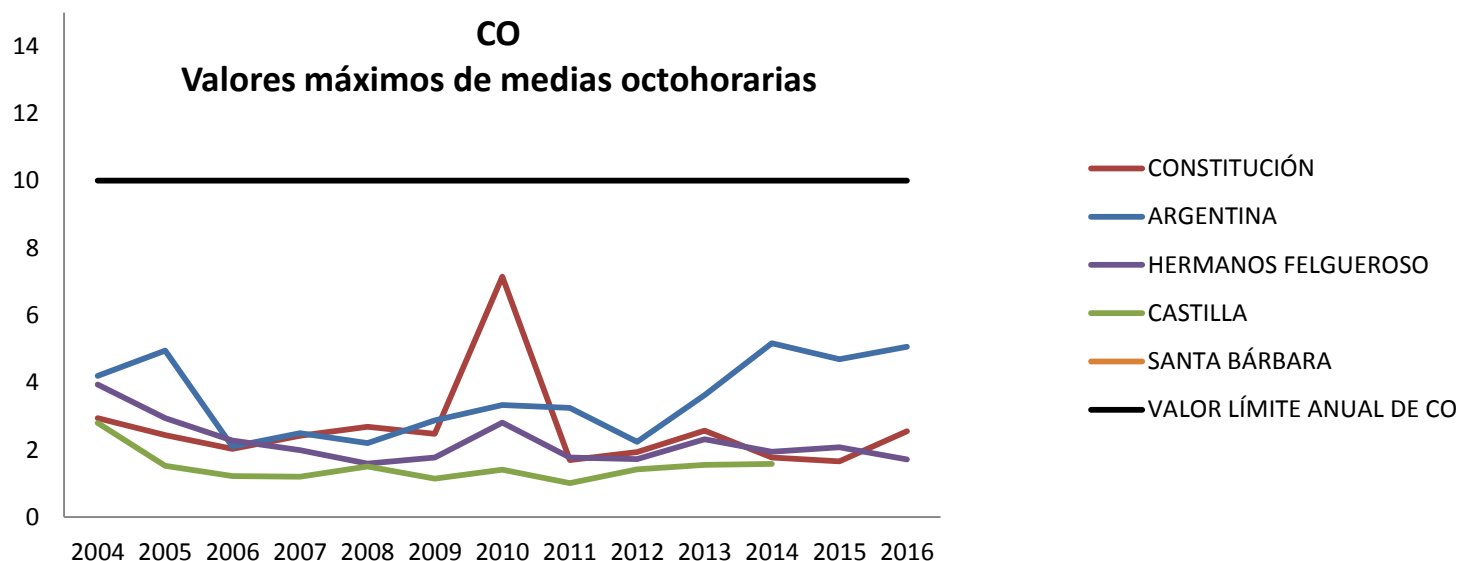 CO
Valores máximos de medias octohorarias
14
12
10
8
6
4
2
0
2004 2005 2006 2007 2008 2009 2010 2011 2012 2013 2014 2015 2016
CONSTITUCIÓN
ARGENTINA
HERMANOS FELGUEROSO
CASTILLA
SANTA BÁRBARA
VALOR LÍMITE ANUAL DE CO